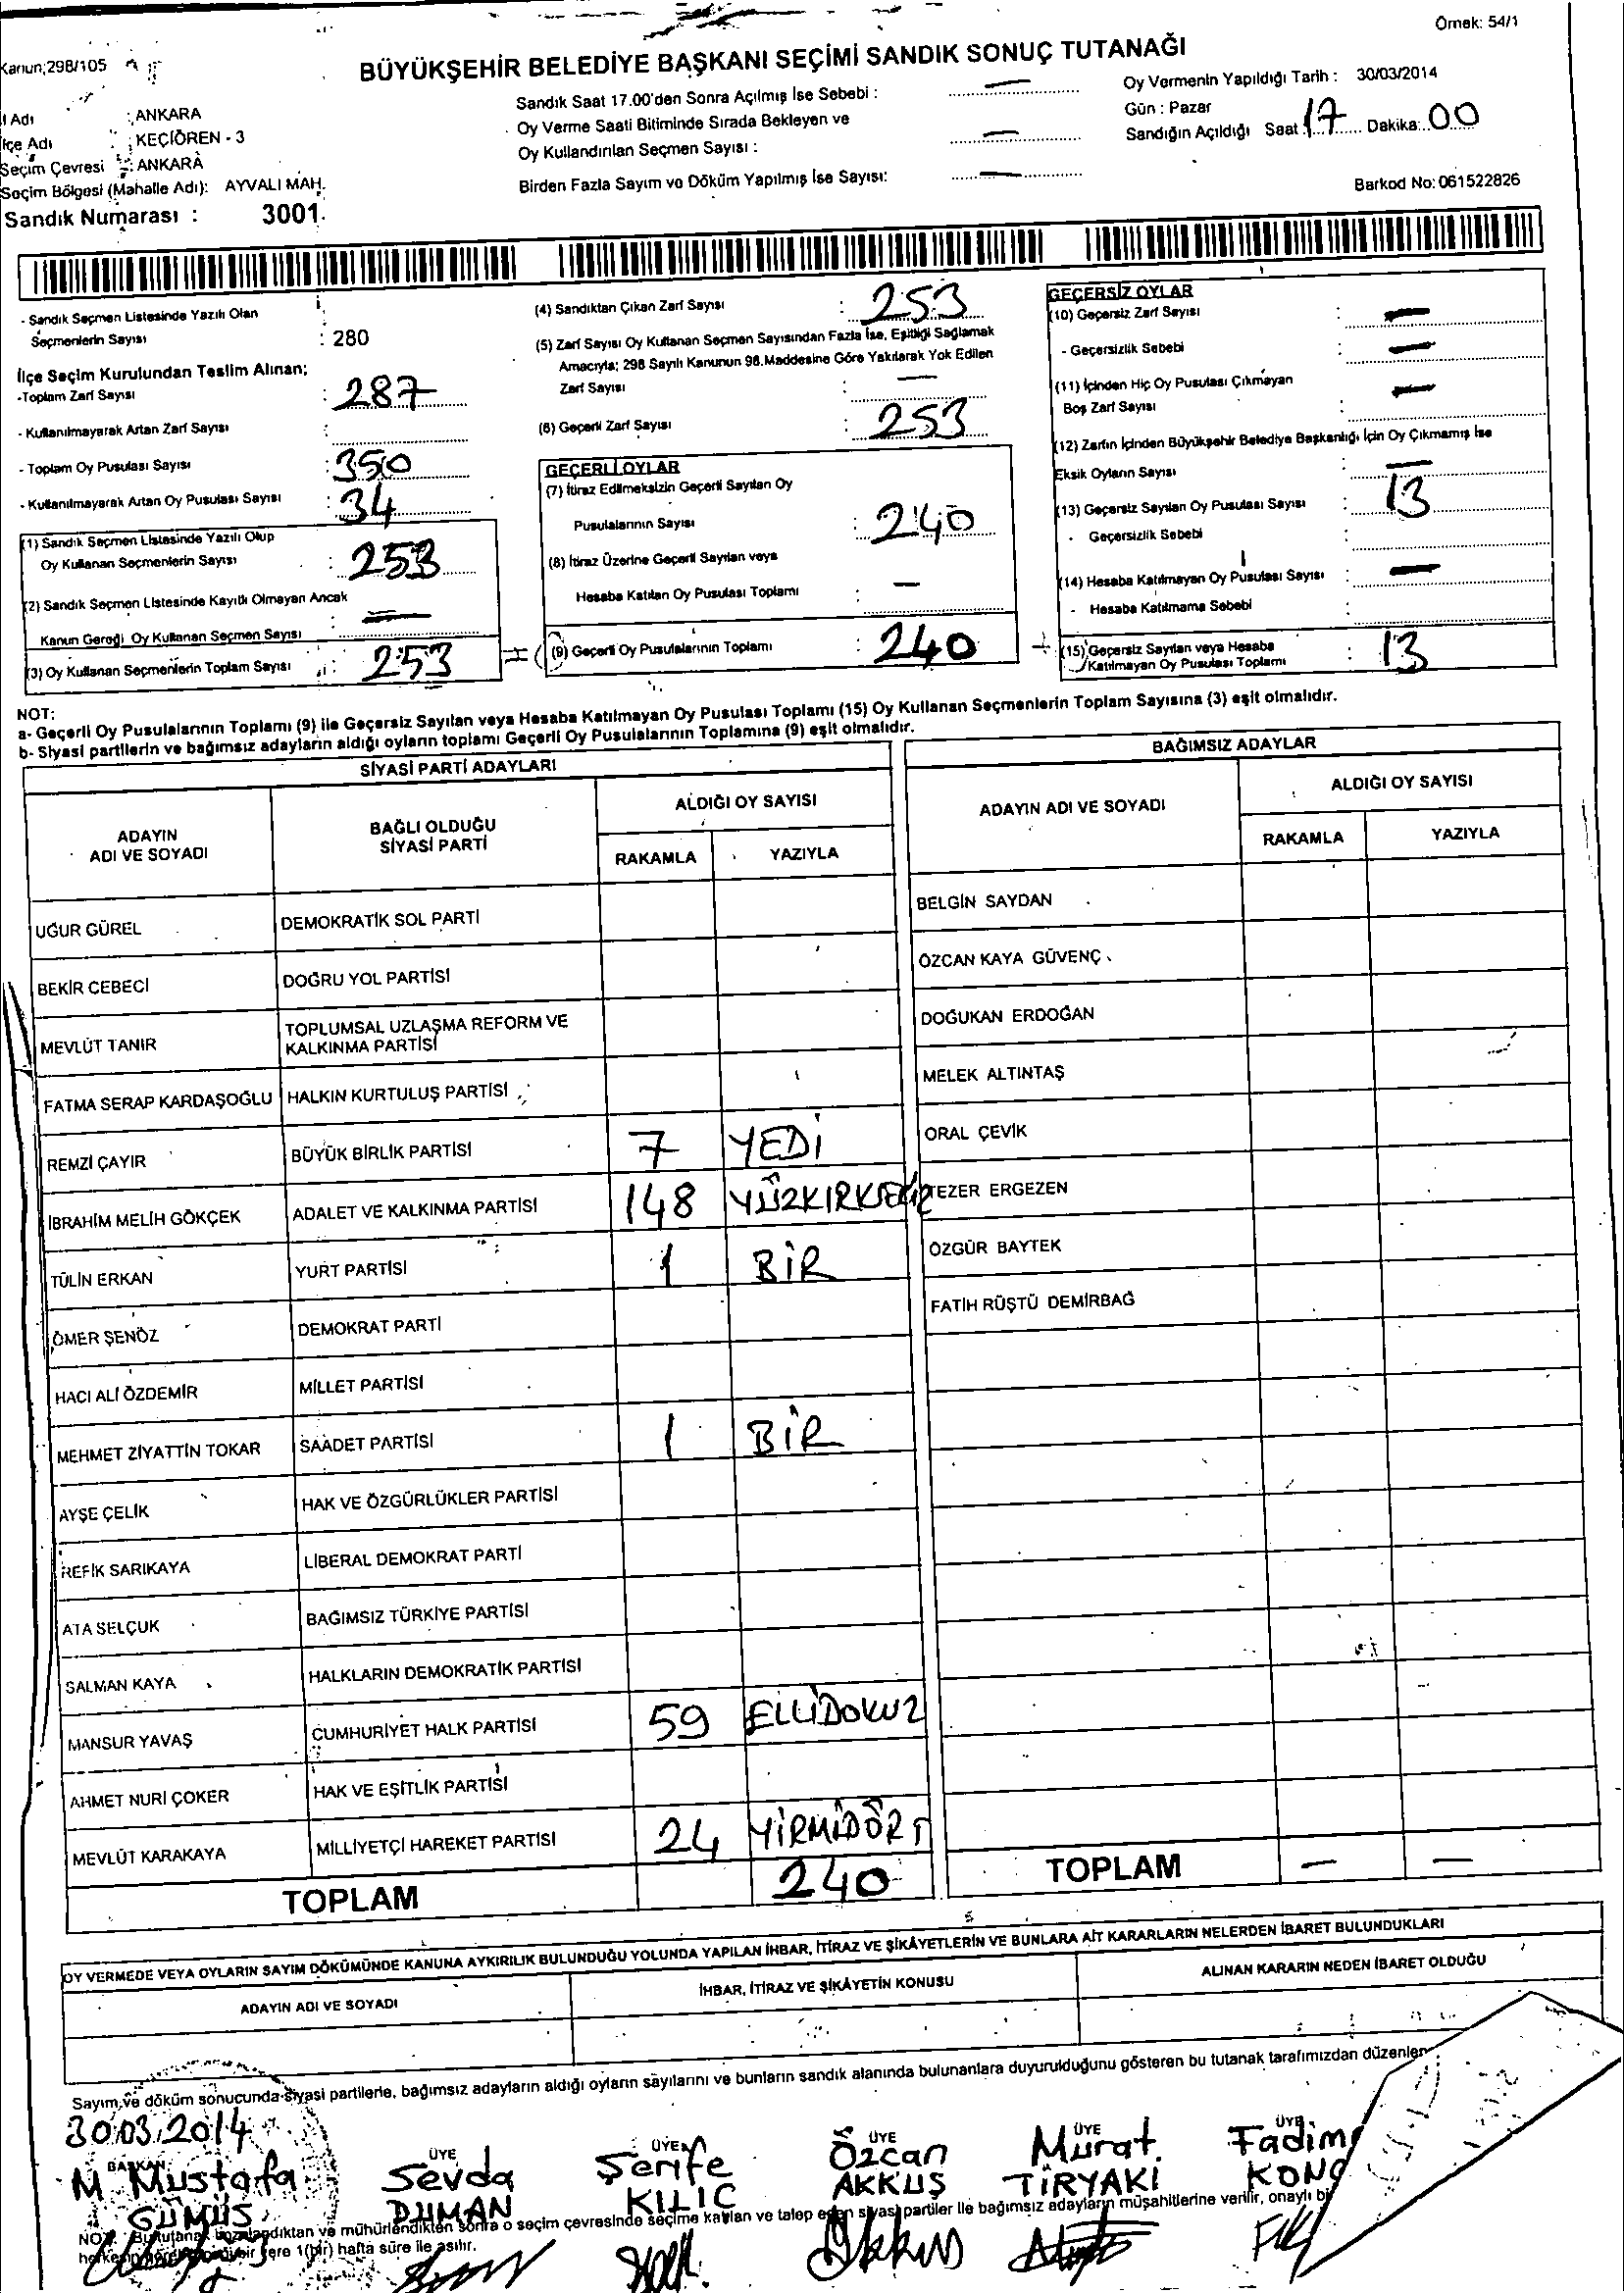 Örnek: 54/1
Kanun;298/105
BÜYÜKŞEHİR BELEDİYE BAŞKANI SEÇİMİ SANDIK SONUÇ TUTANAĞI
İl Adı : ANKARA
İlçe Adı : KEÇİÖREN - 3
Seçim Çevresi : ANKARA
Seçim Bölgesi (Mahalle Adı): AYVALI MAH.
Sandık Numarası : 3001
Sandık Saat 17.00'den Sonra Açılmış İse Sebebi : —
Oy Verme Saati Bitiminde Sırada Bekleyen ve
Oy Kullandırılan Seçmen Sayısı : —
Birden Fazla Sayım ve Döküm Yapılmış İse Sayısı: —
Oy Vermenin Yapıldığı Tarih : 30/03/2014
Gün : Pazar
Sandığın Açıldığı Saat : 17 Dakika: 00
Barkod No: 061522826
- Sandık Seçmen Listesinde Yazılı Olan
Seçmenlerin Sayısı : 280
İlçe Seçim Kurulundan Teslim Alınan;
-Toplam Zarf Sayısı : 287
- Kullanılmayarak Artan Zarf Sayısı :
- Toplam Oy Pusulası Sayısı : 350
- Kullanılmayarak Artan Oy Pusulası Sayısı : 34
(1) Sandık Seçmen Listesinde Yazılı Olup
Oy Kullanan Seçmenlerin Sayısı : 253
(2) Sandık Seçmen Listesinde Kayıtlı Olmayan Ancak
Kanun Gereği Oy Kullanan Seçmen Sayısı : —
(3) Oy Kullanan Seçmenlerin Toplam Sayısı : 253
(4) Sandıktan Çıkan Zarf Sayısı : 253
(5) Zarf Sayısı Oy Kullanan Seçmen Sayısından Fazla İse, Eşitliği Sağlamak
Amacıyla; 298 Sayılı Kanunun 98.Maddesine Göre Yakılarak Yok Edilen
Zarf Sayısı : —
(6) Geçerli Zarf Sayısı : 253
GEÇERLİ OYLAR
(7) İtiraz Edilmeksizin Geçerli Sayılan Oy
Pusulalarının Sayısı : 240
(8) İtiraz Üzerine Geçerli Sayılan veya
Hesaba Katılan Oy Pusulası Toplamı : —
= (9) Geçerli Oy Pusulalarının Toplamı : 240 +
GEÇERSİZ OYLAR
(10) Geçersiz Zarf Sayısı : —
- Geçersizlik Sebebi : —
(11) İçinden Hiç Oy Pusulası Çıkmayan
Boş Zarf Sayısı : —
(12) Zarfın İçinden Büyükşehir Belediye Başkanlığı İçin Oy Çıkmamış İse
Eksik Oyların Sayısı : —
(13) Geçersiz Sayılan Oy Pusulası Sayısı : 13
- Geçersizlik Sebebi :
(14) Hesaba Katılmayan Oy Pusulası Sayısı : —
- Hesaba Katılmama Sebebi :
(15) Geçersiz Sayılan veya Hesaba
Katılmayan Oy Pusulası Toplamı : 13
NOT:
a- Geçerli Oy Pusulalarının Toplamı (9) ile Geçersiz Sayılan veya Hesaba Katılmayan Oy Pusulası Toplamı (15) Oy Kullanan Seçmenlerin Toplam Sayısına (3) eşit olmalıdır.
b- Siyasi partilerin ve bağımsız adayların aldığı oyların toplamı Geçerli Oy Pusulalarının Toplamına (9) eşit olmalıdır.
SİYASİ PARTİ ADAYLARI
ADAYIN
ADI VE SOYADI
BAĞLI OLDUĞU
SİYASİ PARTİ
ALDIĞI OY SAYISI
RAKAMLA YAZIYLA
UĞUR GÜREL DEMOKRATİK SOL PARTİ
BEKİR CEBECİ DOĞRU YOL PARTİSİ
MEVLÜT TANIR TOPLUMSAL UZLAŞMA REFORM VE
KALKINMA PARTİSİ
FATMA SERAP KARDAŞOĞLU HALKIN KURTULUŞ PARTİSİ
REMZİ ÇAYIR BÜYÜK BİRLİK PARTİSİ 7 YEDİ
İBRAHİM MELİH GÖKÇEK ADALET VE KALKINMA PARTİSİ 148 YÜZKIRKSEKİZ
TÜLİN ERKAN YURT PARTİSİ 1 BİR
ÖMER ŞENÖZ DEMOKRAT PARTİ
HACI ALİ ÖZDEMİR MİLLET PARTİSİ
MEHMET ZİYATTİN TOKAR SAADET PARTİSİ 1 BİR
AYŞE ÇELİK HAK VE ÖZGÜRLÜKLER PARTİSİ
REFİK SARIKAYA LİBERAL DEMOKRAT PARTİ
ATA SELÇUK BAĞIMSIZ TÜRKİYE PARTİSİ
SALMAN KAYA HALKLARIN DEMOKRATİK PARTİSİ
MANSUR YAVAŞ CUMHURİYET HALK PARTİSİ 59 ELLİDOKUZ
AHMET NURİ ÇOKER HAK VE EŞİTLİK PARTİSİ
MEVLÜT KARAKAYA MİLLİYETÇİ HAREKET PARTİSİ 24 YİRMİDÖRT
TOPLAM 240
BAĞIMSIZ ADAYLAR
ADAYIN ADI VE SOYADI
ALDIĞI OY SAYISI
RAKAMLA YAZIYLA
BELGİN SAYDAN
ÖZCAN KAYA GÜVENÇ
DOĞUKAN ERDOĞAN
MELEK ALTINTAŞ
ORAL ÇEVİK
TEZER ERGEZEN
ÖZGÜR BAYTEK
FATİH RÜŞTÜ DEMİRBAĞ
TOPLAM — —
OY VERMEDE VEYA OYLARIN SAYIM DÖKÜMÜNDE KANUNA AYKIRILIK BULUNDUĞU YOLUNDA YAPILAN İHBAR, İTİRAZ VE ŞİKÂYETLERİN VE BUNLARA AİT KARARLARIN NELERDEN İBARET BULUNDUKLARI
ADAYIN ADI VE SOYADI İHBAR, İTİRAZ VE ŞİKÂYETİN KONUSU ALINAN KARARIN NEDEN İBARET OLDUĞU
Sayım ve döküm sonucunda siyasi partilerle, bağımsız adayların aldığı oyların sayılarını ve bunların sandık alanında bulunanlara duyurulduğunu gösteren bu tutanak tarafımızdan düzenlen
30.03.2014
BAŞKAN ÜYE ÜYE ÜYE ÜYE ÜYE
M Mustafa Sevda Şerife Özcan Murat Fadim
GÜMÜŞ DUMAN KILIÇ AKKUŞ TİRYAKİ KONÇ
NOT: Bu tutanak imzalandıktan ve mühürlendikten sonra o seçim çevresinde seçime katılan ve talep eden siyasi partiler ile bağımsız adayların müşahitlerine verilir, onaylı bi
yere 1(bir) hafta süre ile asılır.